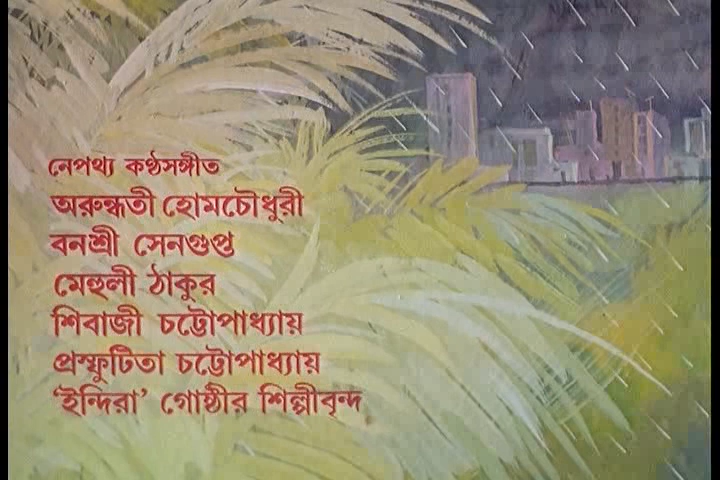 নেপথ্য কণ্ঠসঙ্গীত
অরুন্ধতী হোমচৌধুরী
বনশ্রী সেনগুপ্ত
মেহুলী ঠাকুর
শিবাজী চট্টোপাধ্যায়
প্রস্ফুটিতা চট্টোপাধ্যায়
‘ইন্দিরা’ গোষ্ঠীর শিল্পীবৃন্দ